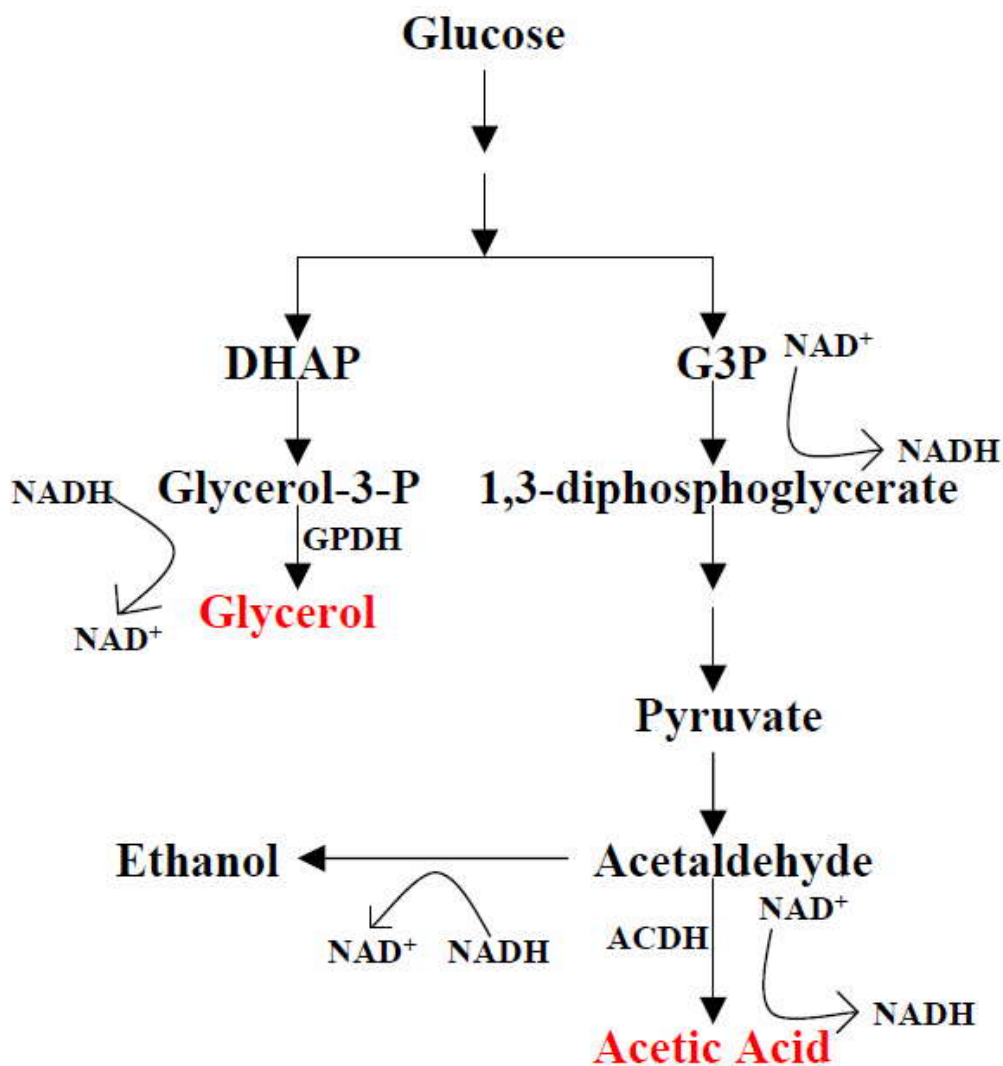 Glucose
DHAP
G3P
NAD⁺
NADH
Glycerol-3-P
1,3-diphosphoglycerate
NADH
GPDH
Glycerol
NAD⁺
Pyruvate
Ethanol
Acetaldehyde
NAD⁺
NADH
ACDH
NAD⁺
NADH
Acetic Acid